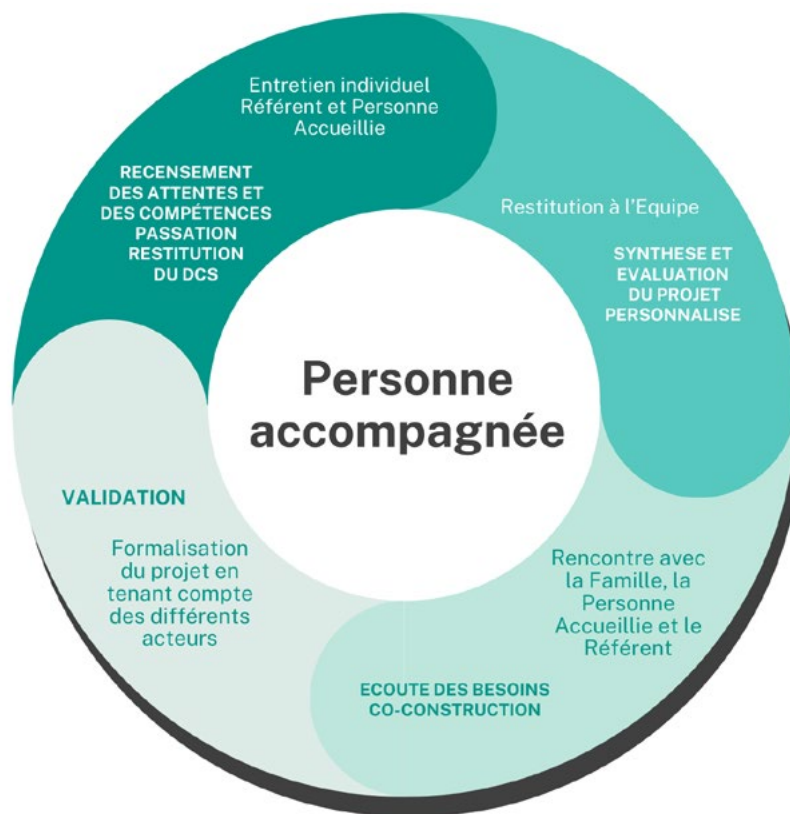 Entretien individuel
Référent et Personne
Accueillie
RECENSEMENT
DES ATTENTES ET
DES COMPÉTENCES
PASSATION
RESTITUTION
DU DCS
Restitution à l'Equipe
SYNTHESE ET
EVALUATION
DU PROJET
PERSONNALISE
Personne
accompagnée
Rencontre avec
la Famille, la
Personne
Accueillie et le
Référent
ECOUTE DES BESOINS
CO-CONSTRUCTION
VALIDATION
Formalisation
du projet en
tenant compte
des différents
acteurs